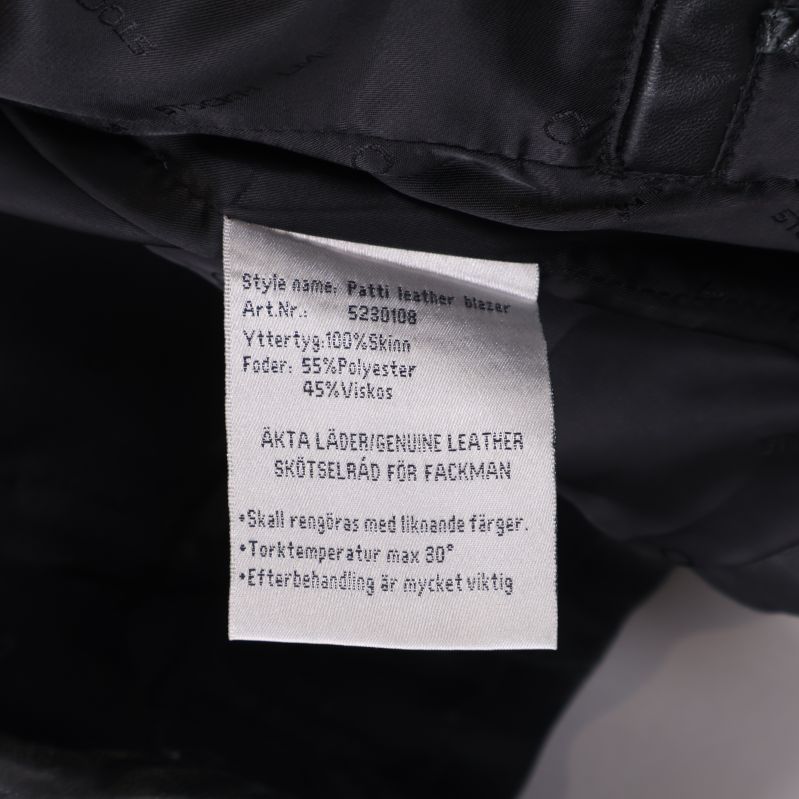 Style name: Patti leather blazer
Art.Nr.: 5230108
Yttertyg:100%Skinn
Foder: 55%Polyester
45%Viskos
ÄKTA LÄDER/GENUINE LEATHER
SKÖTSELRÅD FÖR FACKMAN
•Skall rengöras med liknande färger.
•Torktemperatur max 30°
•Efterbehandling är mycket viktig